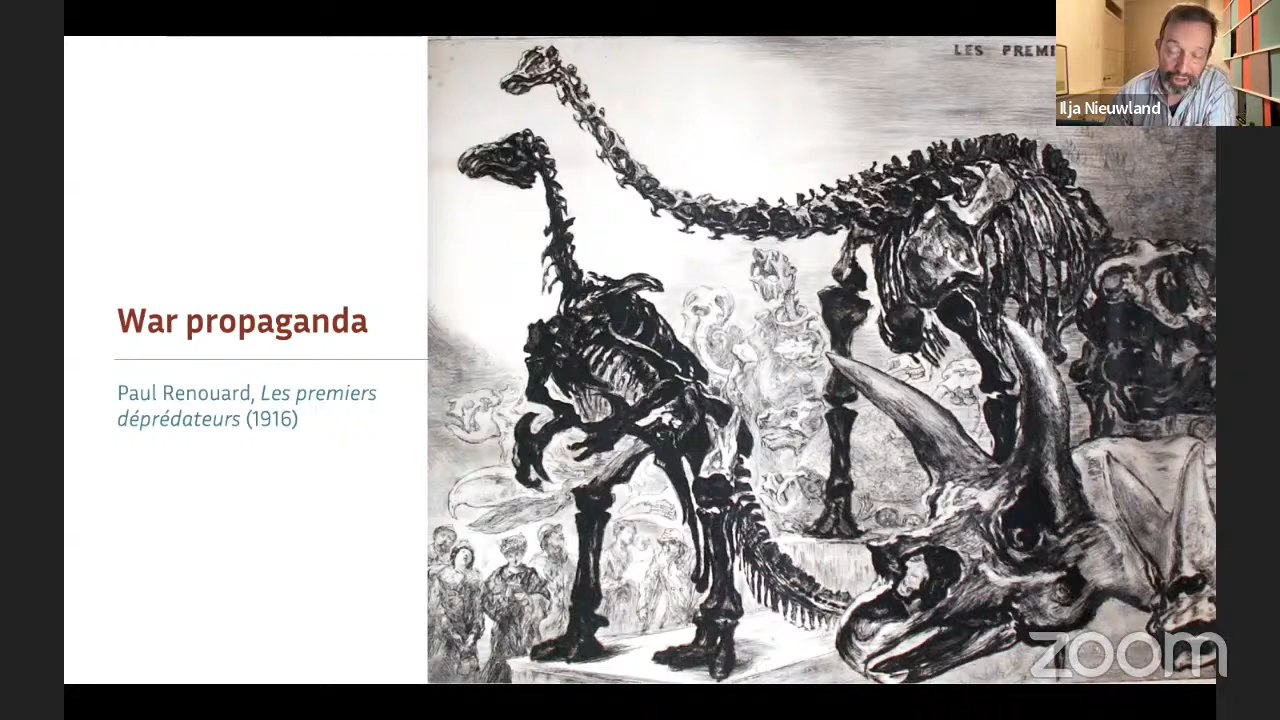 LES PREMI
Ilja Nieuwland
War propaganda
Paul Renouard, Les premiers
déprédateurs (1916)
zoom